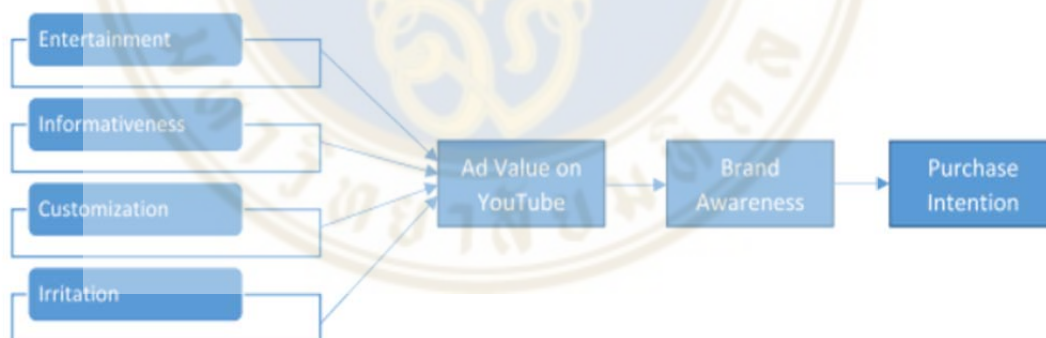 Entertainment
Informativeness
Customization
Irritation
Ad Value on
YouTube
Brand
Awareness
Purchase
Intention